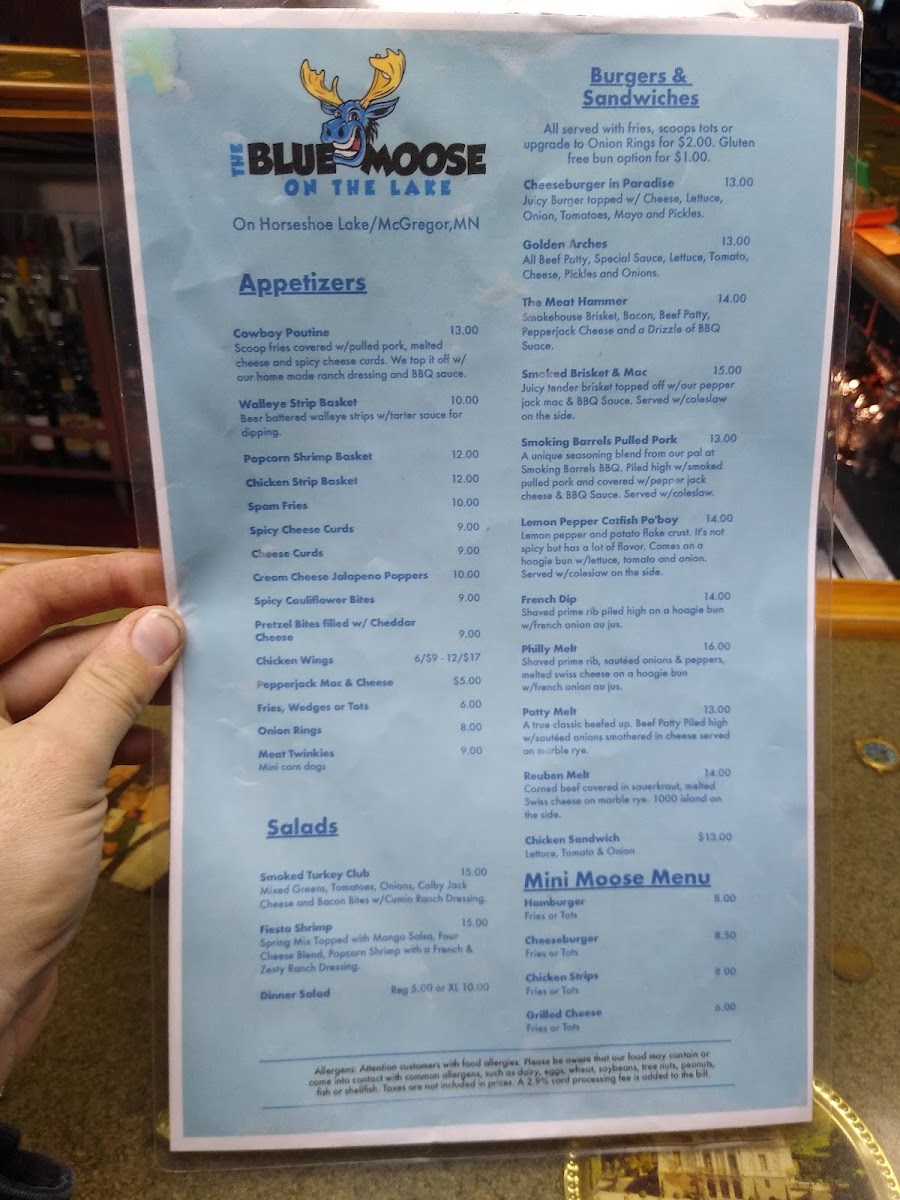 THE BLUE MOOSE
ON THE LAKE
On Horseshoe Lake/McGregor,MN
Appetizers
Cowboy Poutine 13.00
Scoop fries covered w/pulled pork, melted
cheese and spicy cheese curds. We top it off w/
our home made ranch dressing and BBQ sauce.
Walleye Strip Basket 10.00
Beer battered walleye strips w/tarter sauce for
dipping.
Popcorn Shrimp Basket 12.00
Chicken Strip Basket 12.00
Spam Fries 10.00
Spicy Cheese Curds 9.00
Cheese Curds 9.00
Cream Cheese Jalapeno Poppers 10.00
Spicy Cauliflower Bites 9.00
Pretzel Bites filled w/ Cheddar
Cheese 9.00
Chicken Wings 6/$9 - 12/$17
Pepperjack Mac & Cheese $5.00
Fries, Wedges or Tots 6.00
Onion Rings 8.00
Meat Twinkies 9.00
Mini corn dogs
Salads
Smoked Turkey Club 15.00
Mixed Greens, Tomatoes, Onions, Colby Jack
Cheese and Bacon Bites w/Cumin Ranch Dressing.
Fiesta Shrimp 15.00
Spring Mix Topped with Mango Salsa, Four
Cheese Blend, Popcorn Shrimp with a French &
Zesty Ranch Dressing.
Dinner Salad Reg 5.00 or XL 10.00
Burgers &
Sandwiches
All served with fries, scoops tots or
upgrade to Onion Rings for $2.00. Gluten
free bun option for $1.00.
Cheeseburger in Paradise 13.00
Juicy Burger topped w/ Cheese, Lettuce,
Onion, Tomatoes, Mayo and Pickles.
Golden Arches 13.00
All Beef Patty, Special Sauce, Lettuce, Tomato,
Cheese, Pickles and Onions.
The Meat Hammer 14.00
Smokehouse Brisket, Bacon, Beef Patty,
Pepperjack Cheese and a Drizzle of BBQ
Suace.
Smoked Brisket & Mac 15.00
Juicy tender brisket topped off w/our pepper
jack mac & BBQ Sauce. Served w/coleslaw
on the side.
Smoking Barrels Pulled Pork 13.00
A unique seasoning blend from our pal at
Smoking Barrels BBQ. Piled high w/smoked
pulled pork and covered w/pepper jack
cheese & BBQ Sauce. Served w/coleslaw.
Lemon Pepper Catfish Po'boy 14.00
Lemon pepper and potato flake crust. It's not
spicy but has a lot of flavor. Comes on a
hoagie bun w/lettuce, tomato and onion.
Served w/coleslaw on the side.
French Dip 14.00
Shaved prime rib piled high on a hoagie bun
w/french onion au jus.
Philly Melt 16.00
Shaved prime rib, sautéed onions & peppers,
melted swiss cheese on a hoagie bun
w/french onion au jus.
Patty Melt 13.00
A true classic beefed up. Beef Patty Piled high
w/sautéed onions smothered in cheese served
on marble rye.
Reuben Melt 14.00
Corned beef covered in sauerkraut, melted
Swiss cheese on marble rye. 1000 island on
the side.
Chicken Sandwich $13.00
Lettuce, Tomato & Onion
Mini Moose Menu
Hamburger 8.00
Fries or Tots
Cheeseburger 8.50
Fries or Tots
Chicken Strips 8.00
Fries or Tots
Grilled Cheese 6.00
Fries or Tots
Allergens: Attention customers with food allergies. Please be aware that our food may contain or
come into contact with common allergens, such as dairy, eggs, wheat, soybeans, tree nuts, peanuts,
fish or shellfish. Taxes are not included in prices. A 2.9% card processing fee is added to the bill.